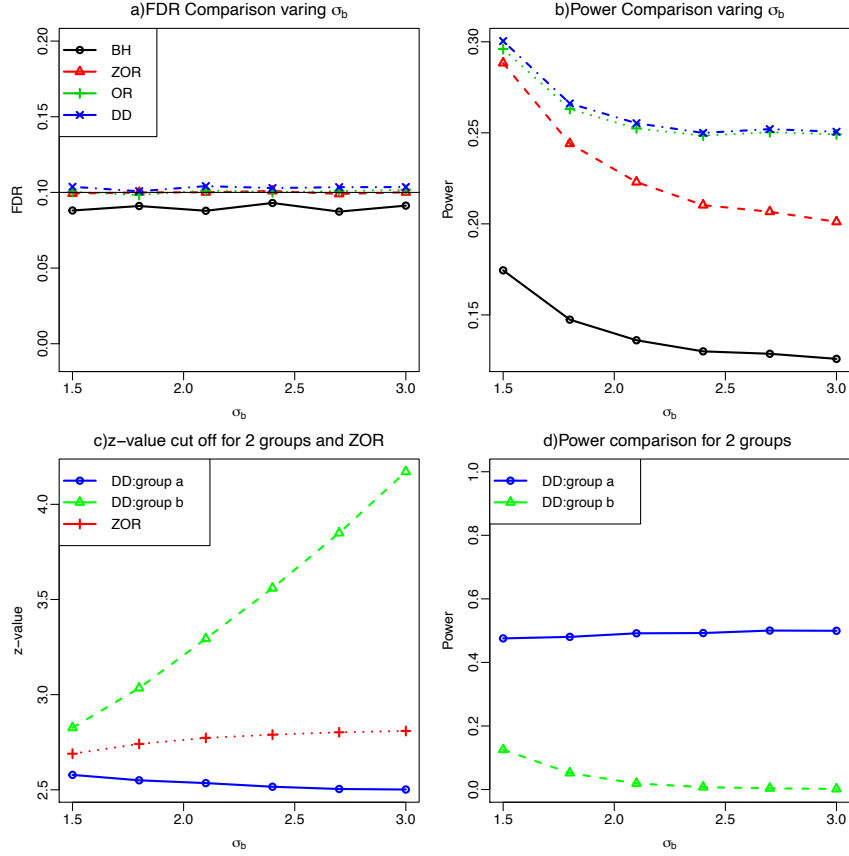 a)FDR Comparison varing σb
BH
ZOR
OR
DD
FDR
0.00
0.05
0.10
0.15
0.20
1.5
2.0
2.5
3.0
σb
b)Power Comparison varing σb
Power
0.15
0.20
0.25
0.30
1.5
2.0
2.5
3.0
σb
c)z−value cut off for 2 groups and ZOR
DD:group a
DD:group b
ZOR
z−value
2.5
3.0
3.5
4.0
1.5
2.0
2.5
3.0
σb
d)Power comparison for 2 groups
DD:group a
DD:group b
Power
0.0
0.2
0.4
0.6
0.8
1.0
1.5
2.0
2.5
3.0
σb